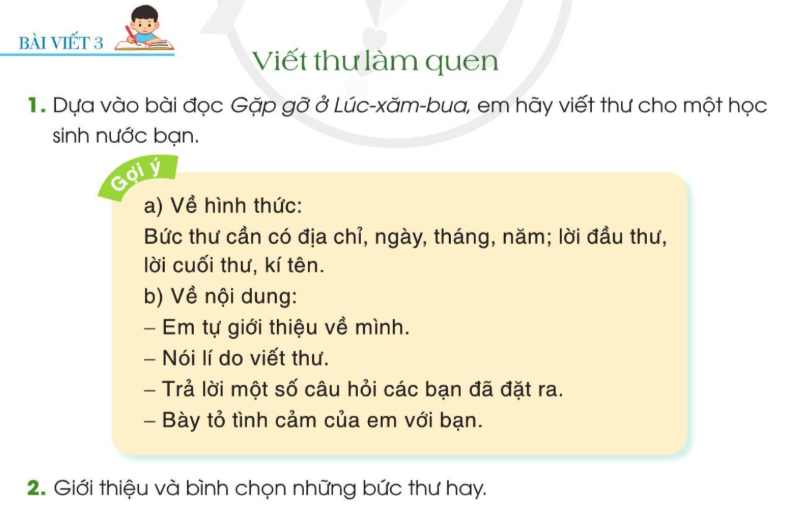 BÀI VIẾT 3
Viết thư làm quen
1. Dựa vào bài đọc Gặp gỡ ở Lúc-xăm-bua, em hãy viết thư cho một học
sinh nước bạn.
Gợi ý
a) Về hình thức:
Bức thư cần có địa chỉ, ngày, tháng, năm; lời đầu thư,
lời cuối thư, kí tên.
b) Về nội dung:
– Em tự giới thiệu về mình.
– Nói lí do viết thư.
– Trả lời một số câu hỏi các bạn đã đặt ra.
– Bày tỏ tình cảm của em với bạn.
2. Giới thiệu và bình chọn những bức thư hay.